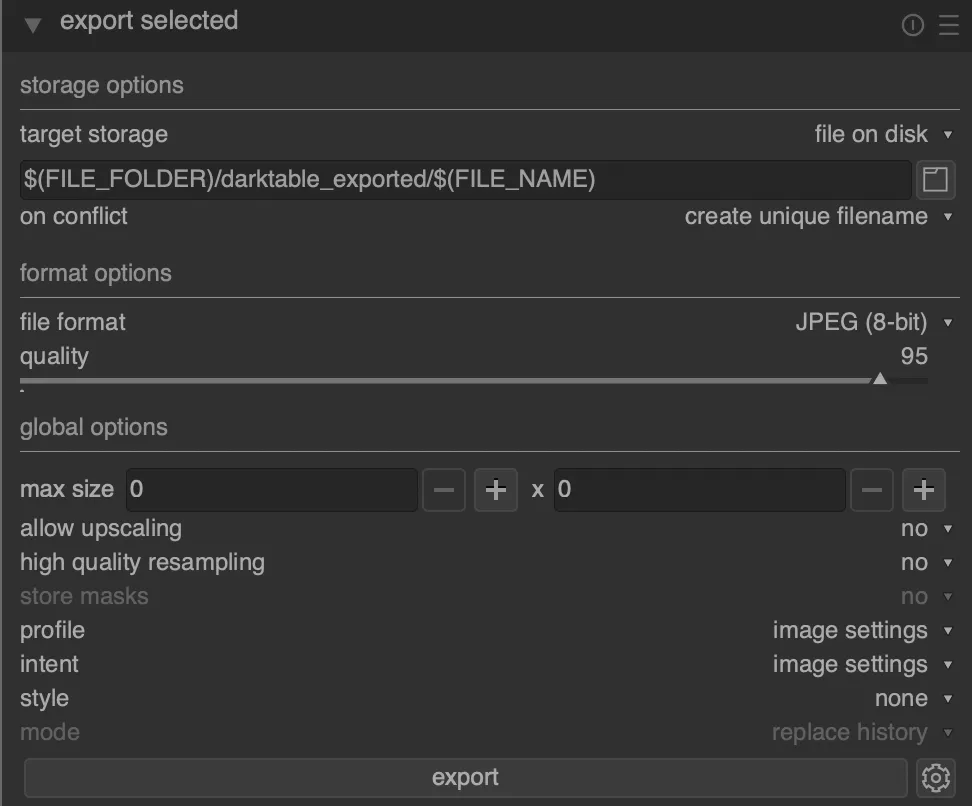 export selected
storage options
target storage file on disk
$(FILE_FOLDER)/darktable_exported/$(FILE_NAME)
on conflict create unique filename
format options
file format JPEG (8-bit)
quality 95
global options
max size 0 x 0
allow upscaling no
high quality resampling no
store masks no
profile image settings
intent image settings
style none
mode replace history
export